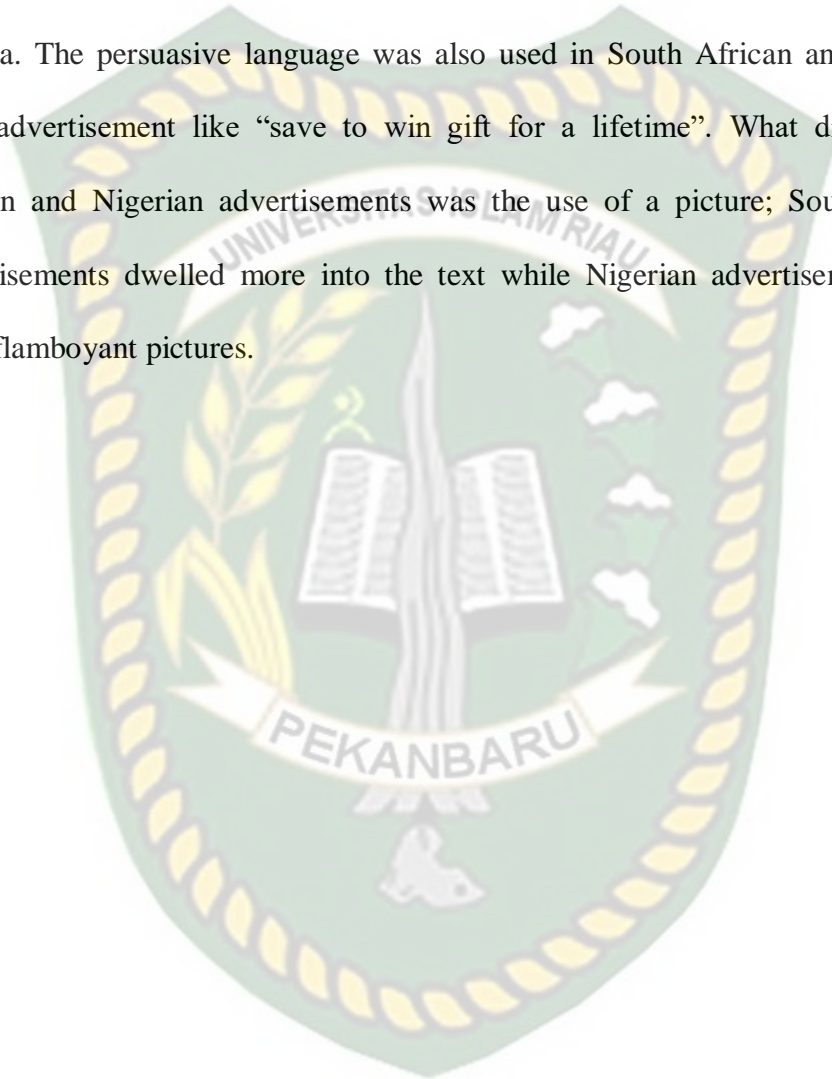 a. The persuasive language was also used in South African an
advertisement like “save to win gift for a lifetime”. What d
n and Nigerian advertisements was the use of a picture; Sou
isements dwelled more into the text while Nigerian advertiser
flamboyant pictures.
UNIVERSITAS ISLAM RIAU
PEKANBARU